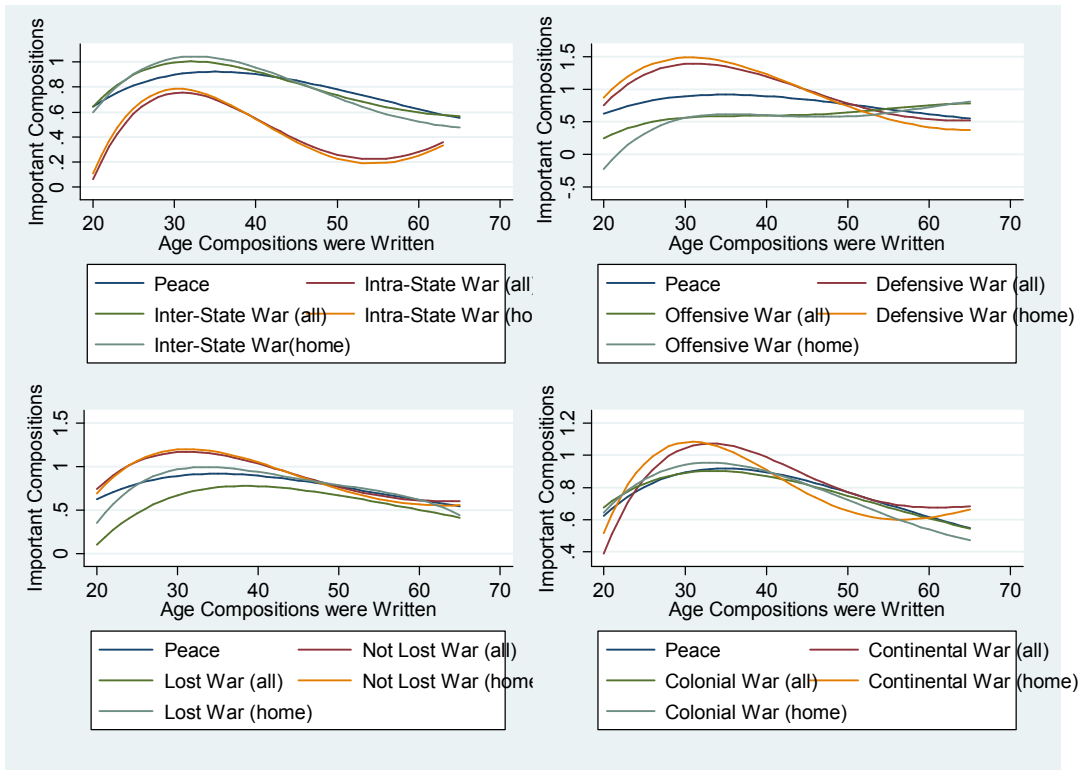 Important Compositions
0 .2 .4 .6 .8 1
20 30 40 50 60 70
Age Compositions were Written
Peace Intra-State War (all)
Inter-State War (all) Intra-State War (ho
Inter-State War(home)
Important Compositions
-.5 0 .5 1 1.5
20 30 40 50 60 70
Age Compositions were Written
Peace Defensive War (all)
Offensive War (all) Defensive War (home)
Offensive War (home)
Important Compositions
0 .5 1 1.5
20 30 40 50 60 70
Age Compositions were Written
Peace Not Lost War (all)
Lost War (all) Not Lost War (home
Lost War (home)
Important Compositions
.4 .6 .8 1 1.2
20 30 40 50 60 70
Age Compositions were Written
Peace Continental War (all)
Colonial War (all) Continental War (home)
Colonial War (home)